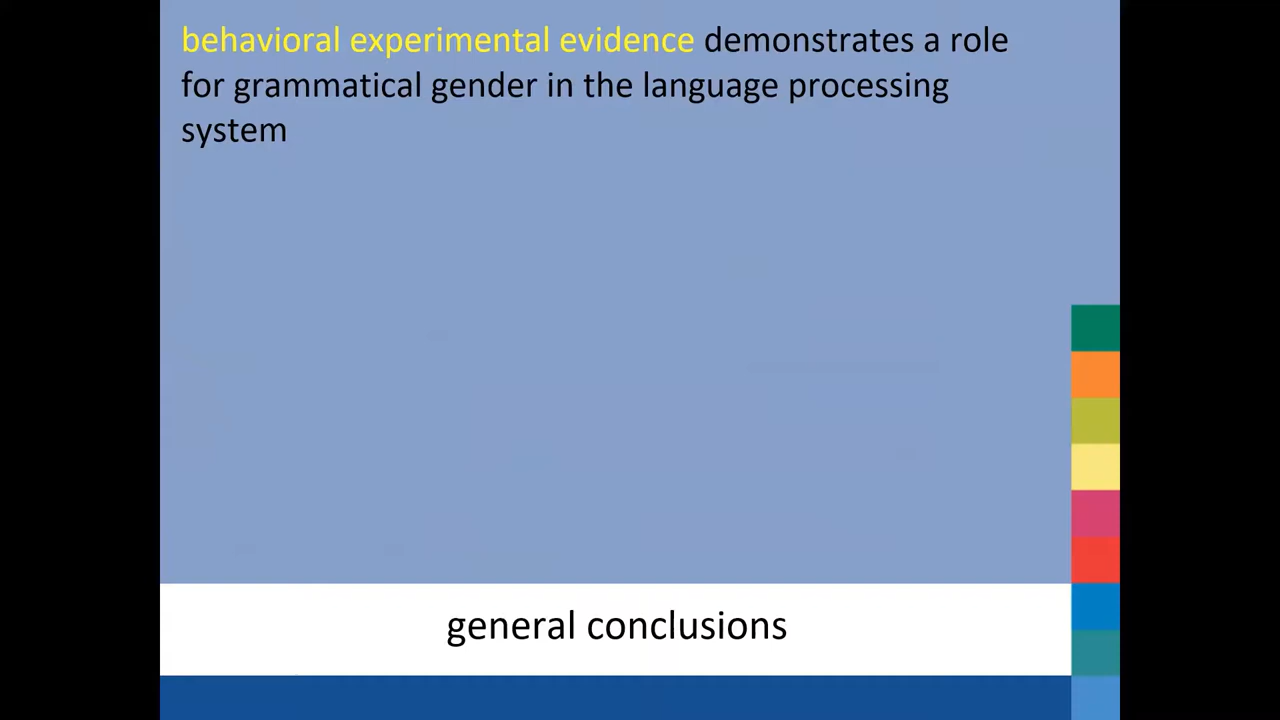 behavioral experimental evidence demonstrates a role
for grammatical gender in the language processing
system
general conclusions